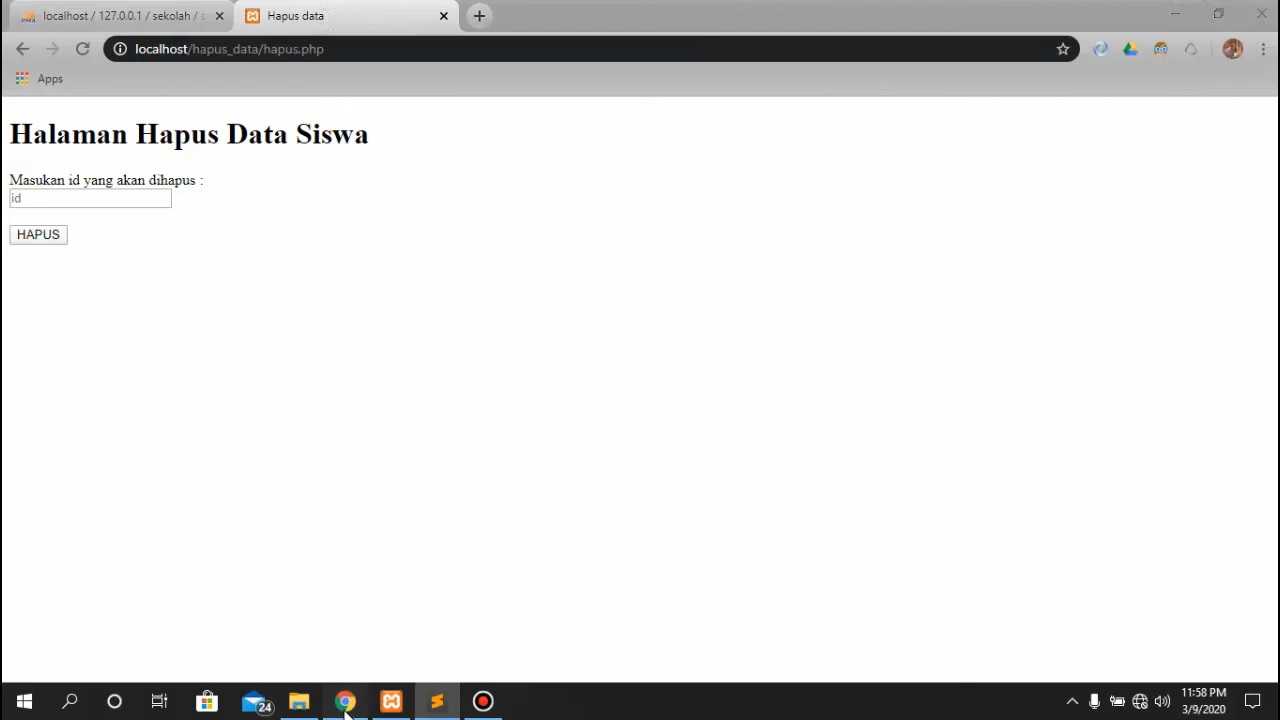 localhost / 127.0.0.1 / sekolah / s
Hapus data
localhost/hapus_data/hapus.php
Apps
Halaman Hapus Data Siswa
Masukan id yang akan dihapus :
id
HAPUS
24
11:58 PM
3/9/2020